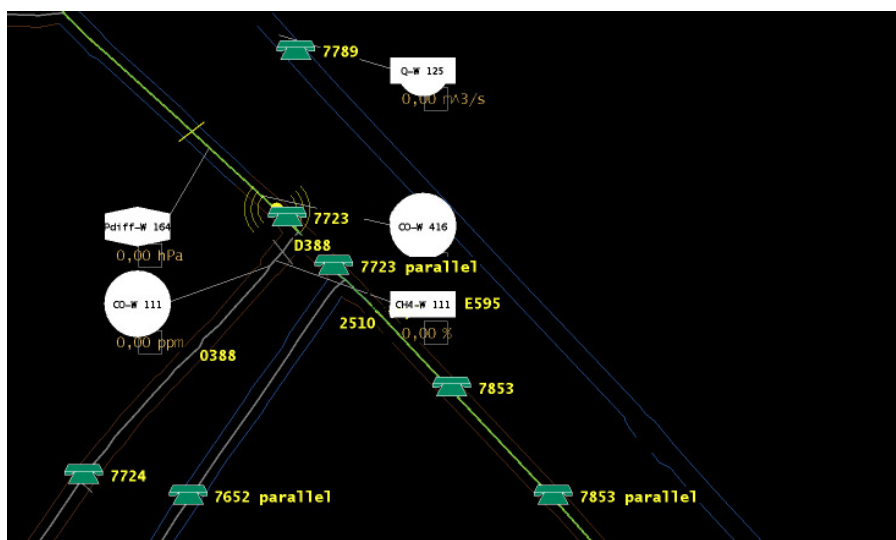 7789
Q-W 125
0,00 m^3/s
7723
Pdiff-W 164
CO-W 416
D388
0,00 hPa
7723 parallel
CO-W 111
CH4-W 111
E595
2510
0,00 ppm
0,00 %
0388
7853
7724
7652 parallel
7853 parallel